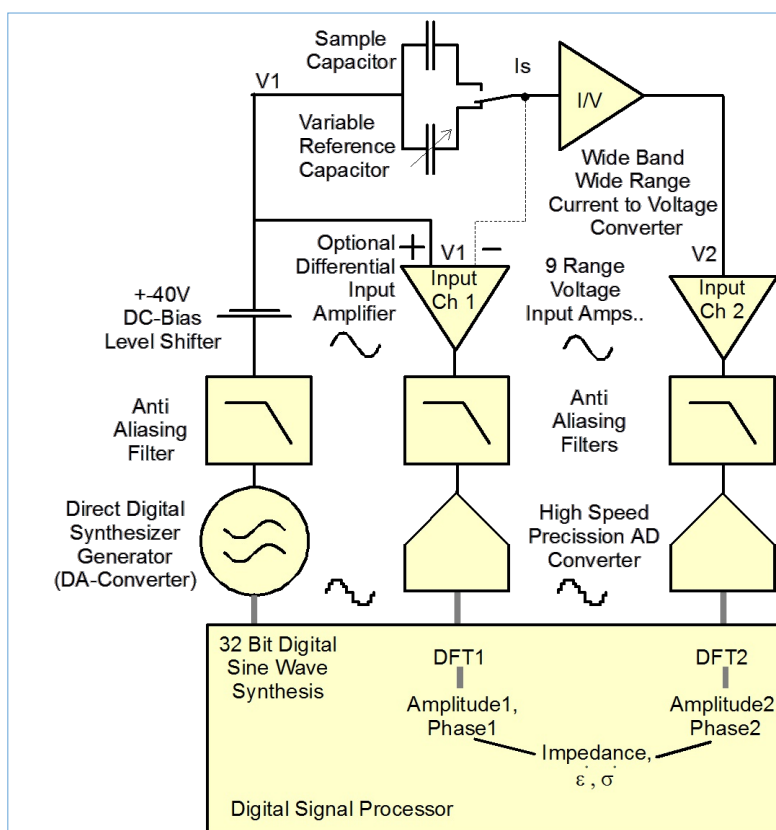 Sample
Capacitor
V1
Is
I/V
Variable
Reference
Capacitor
Wide Band
Wide Range
Current to Voltage
Converter
Optional
Differential
Input
Amplifier
+
V1
−
Input
Ch 1
9 Range
Voltage
Input Amps..
V2
Input
Ch 2
+-40V
DC-Bias
Level Shifter
Anti
Aliasing
Filter
Anti
Aliasing
Filters
Direct Digital
Synthesizer
Generator
(DA-Converter)
High Speed
Precission AD
Converter
32 Bit Digital
Sine Wave
Synthesis
DFT1
DFT2
Amplitude1,
Phase1
Amplitude2
Phase2
Impedance,
ε̇ , σ̇
Digital Signal Processor